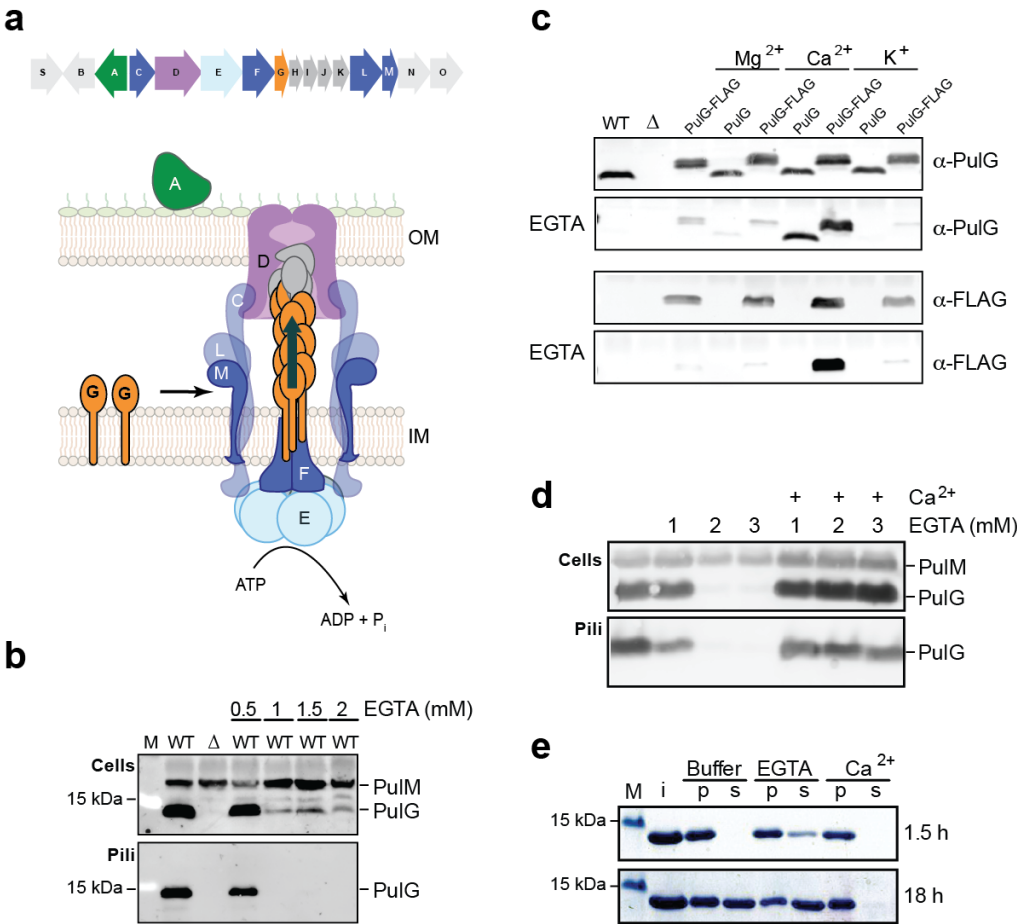 a
S B A C D E F G H I J K L M N O
A
OM
D
C
L
M
G G
IM
F
E
ATP
ADP + Pi
b
0.5 1 1.5 2 EGTA (mM)
M WT Δ WT WT WT WT
Cells
PulM
15 kDa
PulG
Pili
15 kDa
PulG
c
Mg2+ Ca2+ K+
WT Δ PulG-FLAG PulG PulG-FLAG PulG PulG-FLAG PulG PulG-FLAG
α-PulG
EGTA α-PulG
α-FLAG
EGTA α-FLAG
d
+ + + Ca2+
1 2 3 1 2 3 EGTA (mM)
Cells
PulM
PulG
Pili
PulG
e
Buffer EGTA Ca2+
M i p s p s p s
15 kDa
1.5 h
15 kDa
18 h